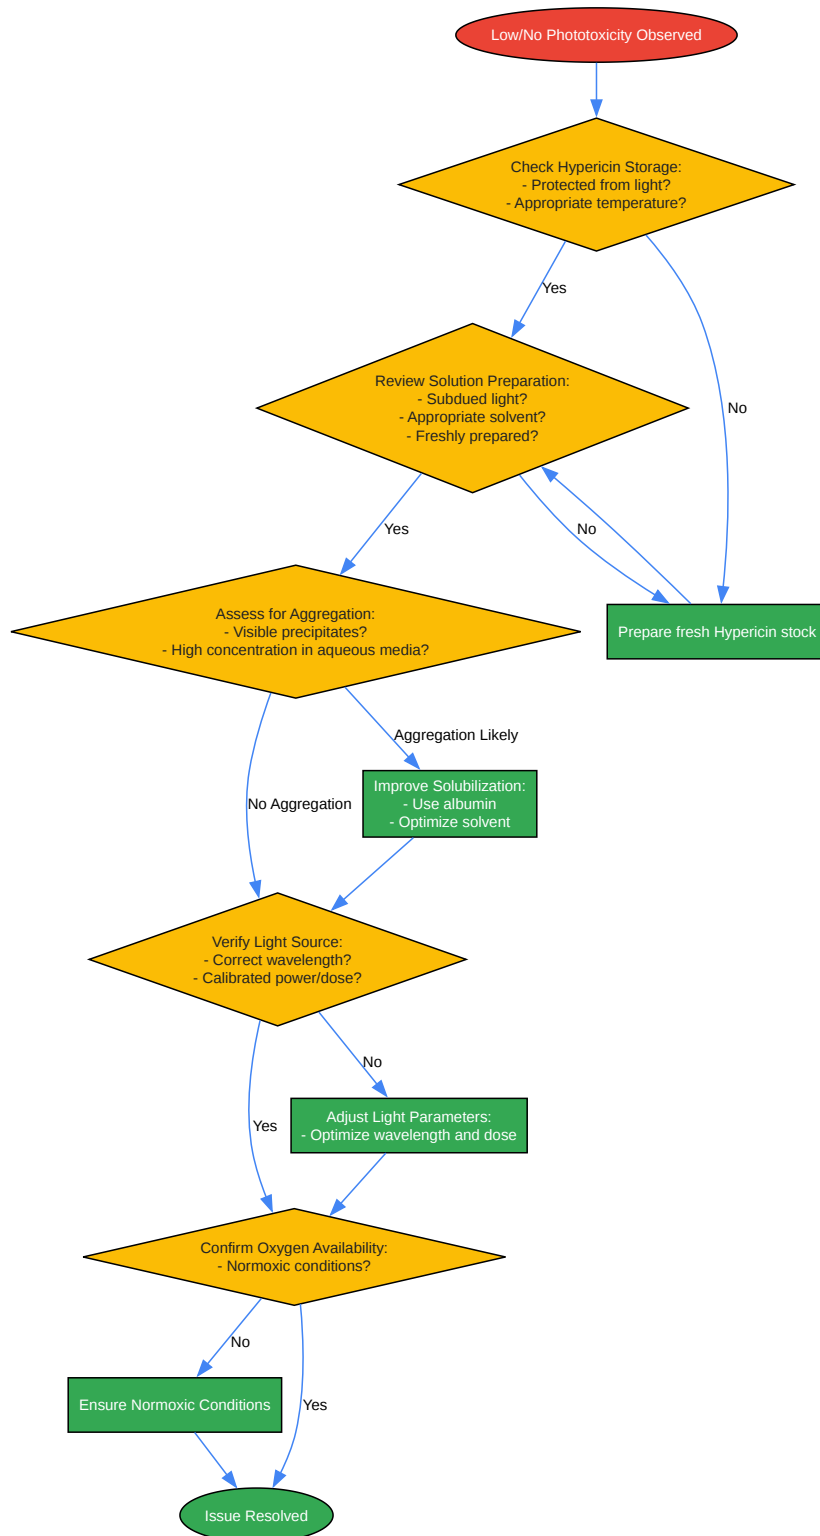 Low/No Phototoxicity Observed
Check Hypericin Storage:
- Protected from light?
- Appropriate temperature?
Yes
No
Review Solution Preparation:
- Subdued light?
- Appropriate solvent?
- Freshly prepared?
Yes
No
Assess for Aggregation:
- Visible precipitates?
- High concentration in aqueous media?
Prepare fresh Hypericin stock
Aggregation Likely
No Aggregation
Improve Solubilization:
- Use albumin
- Optimize solvent
Verify Light Source:
- Correct wavelength?
- Calibrated power/dose?
No
Yes
Adjust Light Parameters:
- Optimize wavelength and dose
Confirm Oxygen Availability:
- Normoxic conditions?
No
Yes
Ensure Normoxic Conditions
Issue Resolved